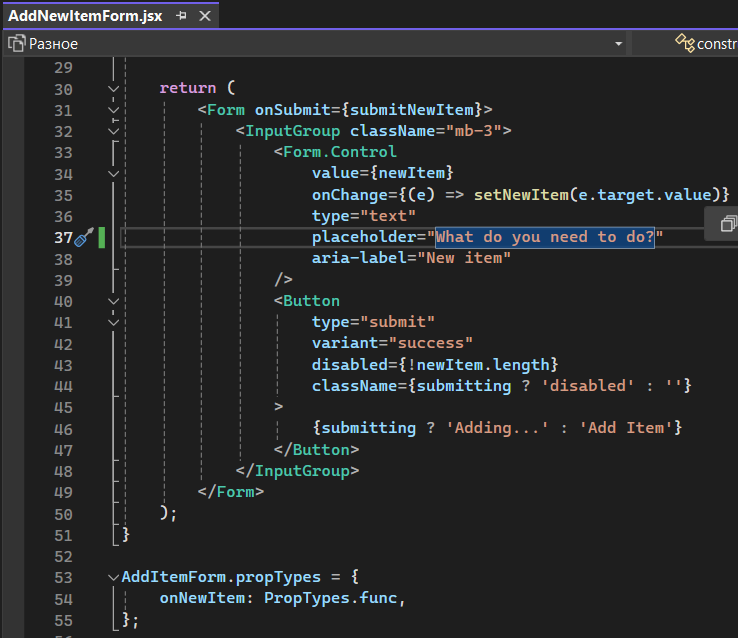 AddNewItemForm.jsx
Разное constr
29
30 return (
31 <Form onSubmit={submitNewItem}>
32 <InputGroup className="mb-3">
33 <Form.Control
34 value={newItem}
35 onChange={(e) => setNewItem(e.target.value)}
36 type="text"
37 placeholder="What do you need to do?"
38 aria-label="New item"
39 />
40 <Button
41 type="submit"
42 variant="success"
43 disabled={!newItem.length}
44 className={submitting ? 'disabled' : ''}
45 >
46 {submitting ? 'Adding...' : 'Add Item'}
47 </Button>
48 </InputGroup>
49 </Form>
50 );
51 }
52
53 AddItemForm.propTypes = {
54 onNewItem: PropTypes.func,
55 };